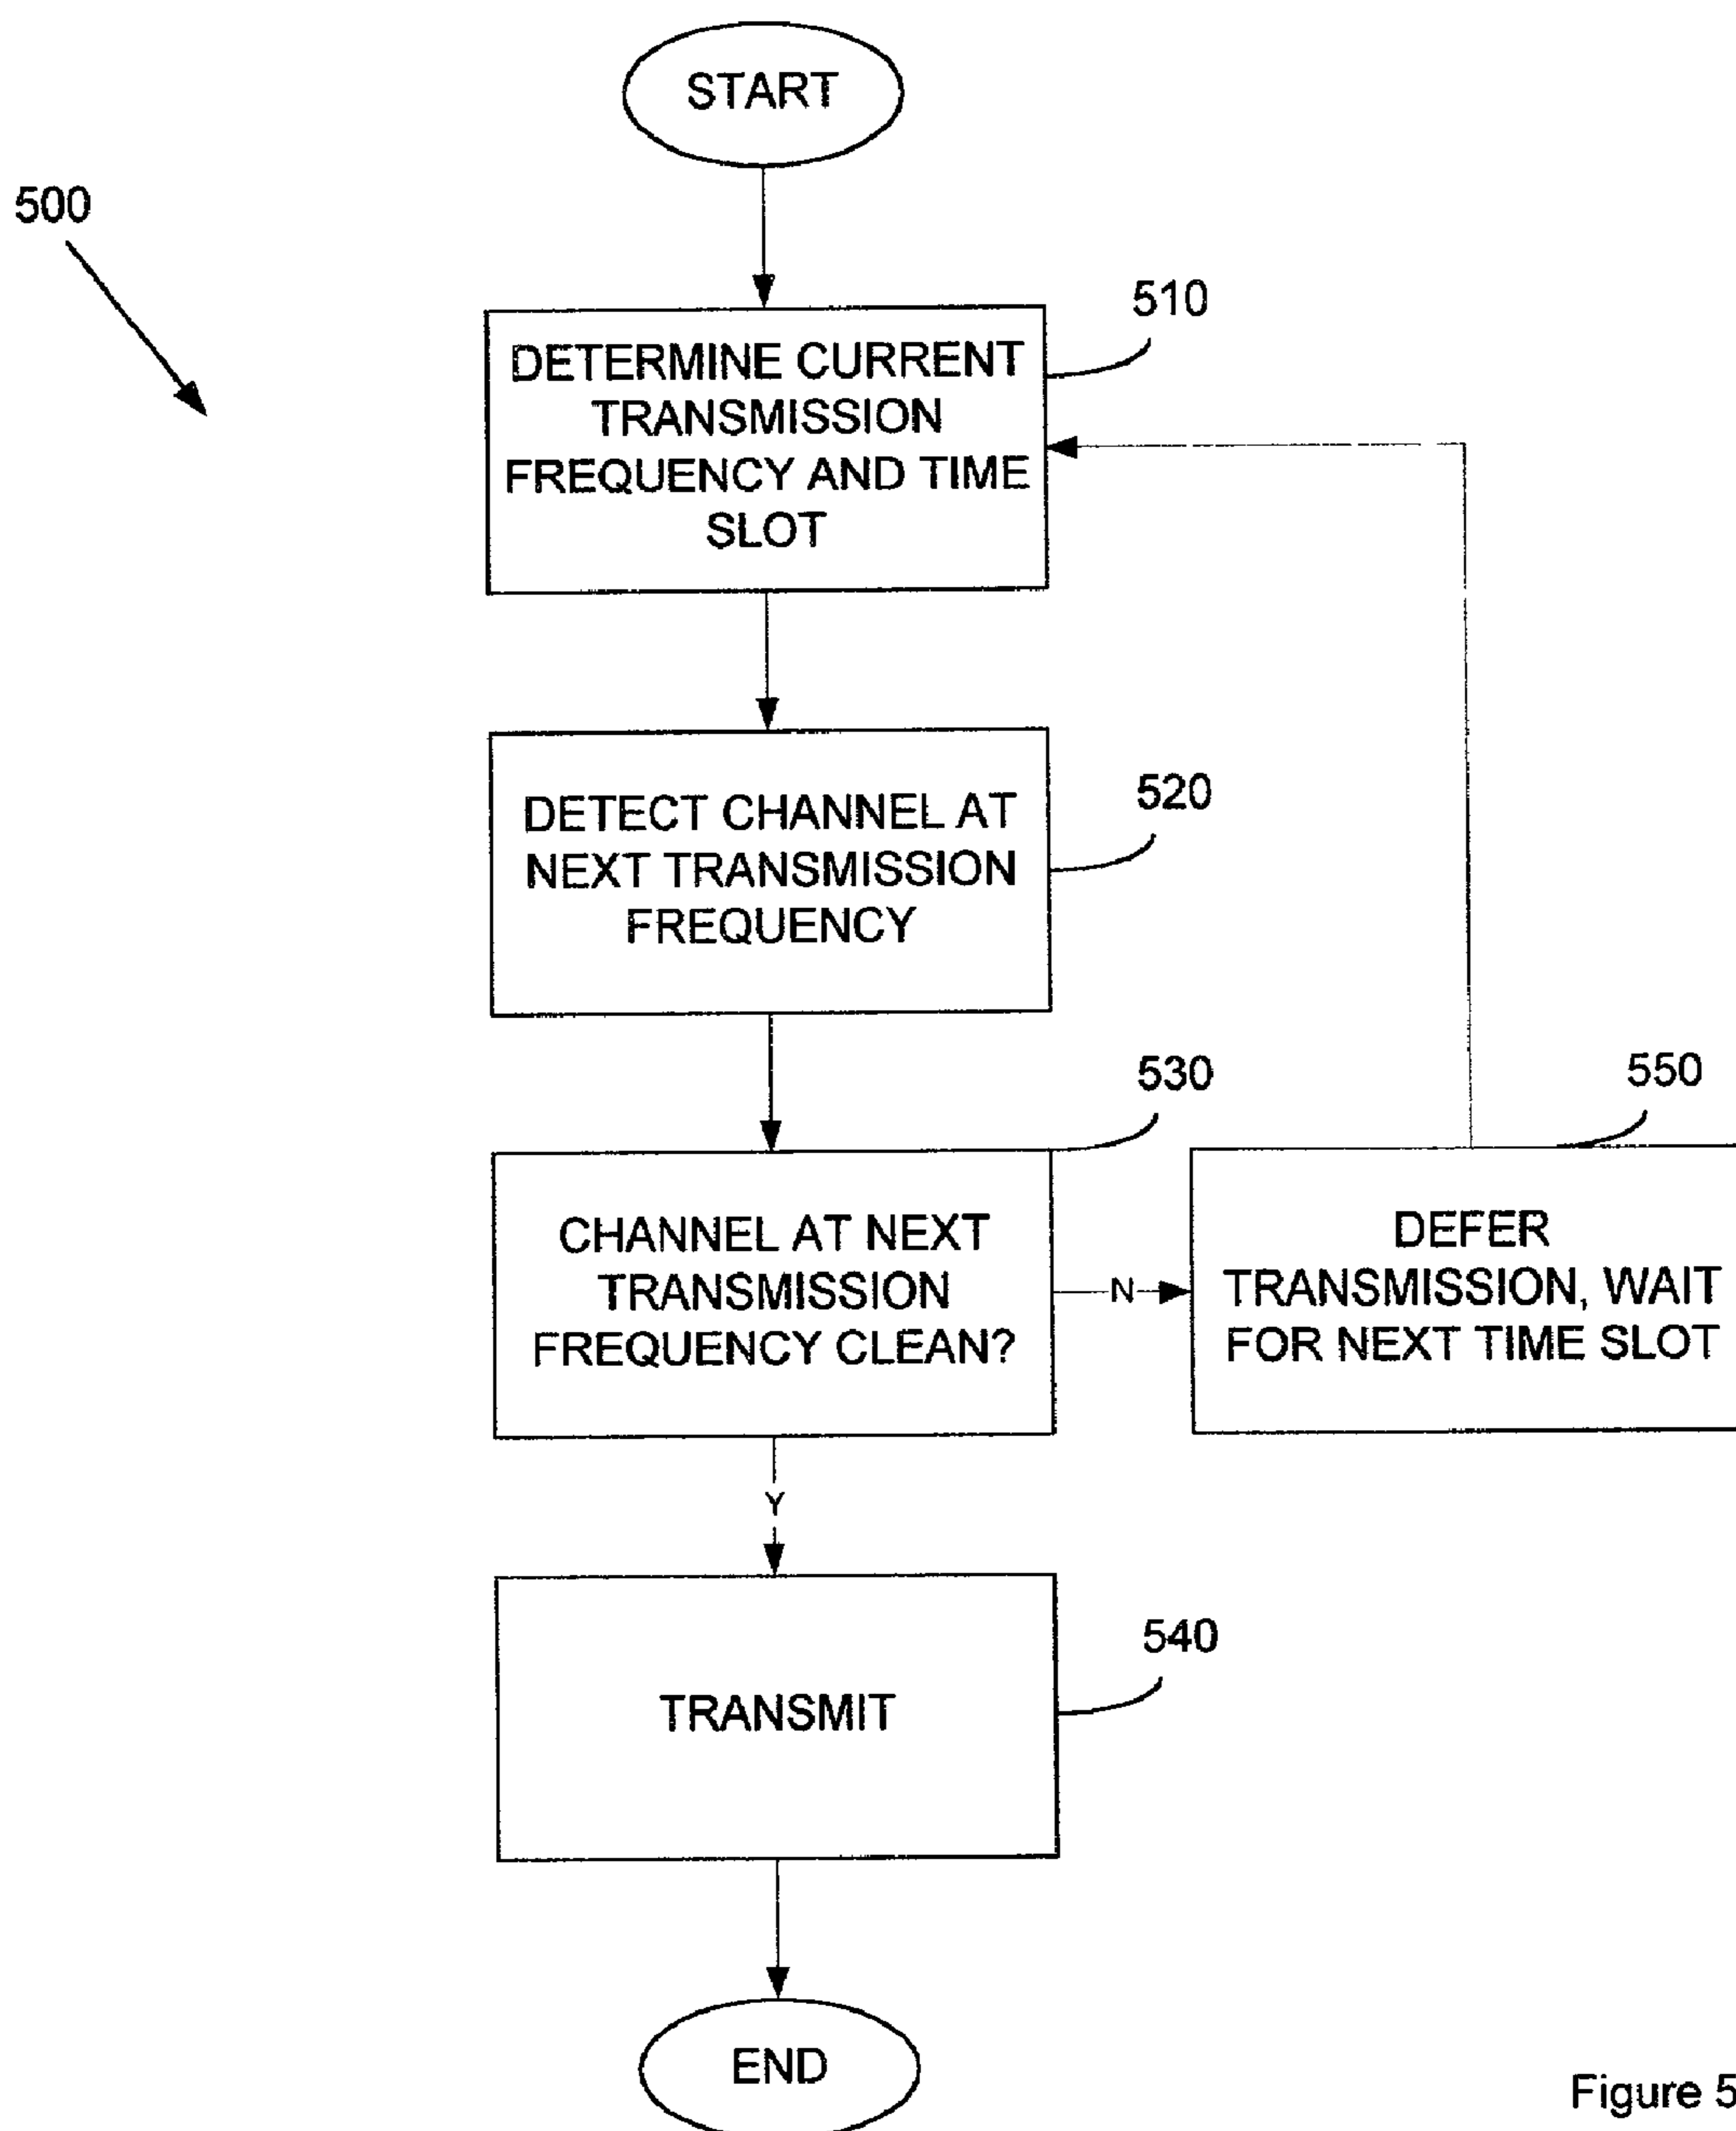 START
500
510
DETERMINE CURRENT
TRANSMISSION
FREQUENCY AND TIME
SLOT
520
DETECT CHANNEL AT
NEXT TRANSMISSION
FREQUENCY
530
550
CHANNEL AT NEXT
TRANSMISSION
FREQUENCY CLEAN?
N
DEFER
TRANSMISSION, WAIT
FOR NEXT TIME SLOT
Y
540
TRANSMIT
END
Figure 5